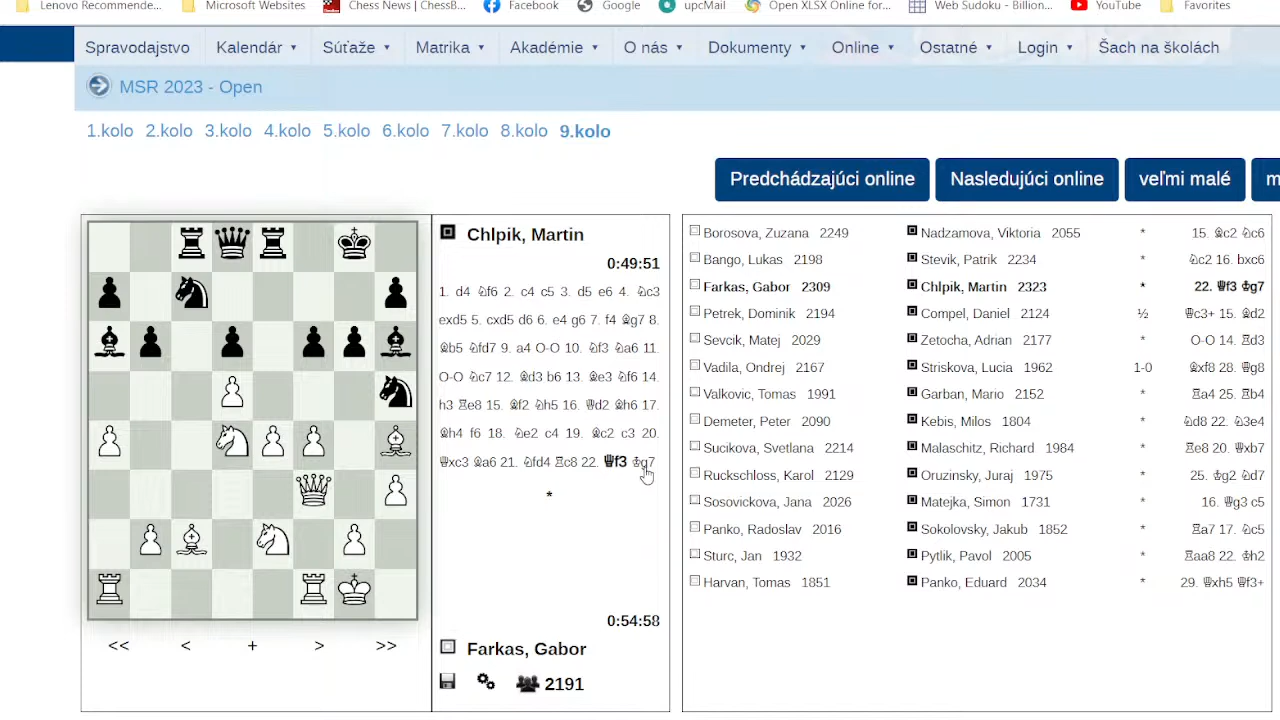 Lenovo Recommende... Microsoft Websites Chess News | ChessB... Facebook Google upcMail Open XLSX Online for... Web Sudoku - Billion... YouTube Favorites
Spravodajstvo Kalendár Súťaže Matrika Akadémie O nás Dokumenty Online Ostatné Login Šach na školách
MSR 2023 - Open
1.kolo 2.kolo 3.kolo 4.kolo 5.kolo 6.kolo 7.kolo 8.kolo 9.kolo
Predchádzajúci online Nasledujúci online veľmi malé m
Chlpik, Martin
0:49:51
1. d4 ♘f6 2. c4 c5 3. d5 e6 4. ♘c3
exd5 5. cxd5 d6 6. e4 g6 7. f4 ♗g7 8.
♗b5 ♘fd7 9. a4 O-O 10. ♘f3 ♘a6 11.
O-O ♘c7 12. ♗d3 b6 13. ♗e3 ♘f6 14.
h3 ♖e8 15. ♗f2 ♘h5 16. ♕d2 ♗h6 17.
♗h4 f6 18. ♘e2 c4 19. ♗c2 c3 20.
♕xc3 ♗a6 21. ♘fd4 ♖c8 22. ♕f3 ♔g7
*
0:54:58
Farkas, Gabor
2191
<< < + > >>
Borosova, Zuzana 2249 Nadzamova, Viktoria 2055 * 15. ♗c2 ♘c6
Bango, Lukas 2198 Stevik, Patrik 2234 * ♘c2 16. bxc6
Farkas, Gabor 2309 Chlpik, Martin 2323 * 22. ♕f3 ♔g7
Petrek, Dominik 2194 Compel, Daniel 2124 ½ ♕c3+ 15. ♗d2
Sevcik, Matej 2029 Zetocha, Adrian 2177 * O-O 14. ♖d3
Vadila, Ondrej 2167 Striskova, Lucia 1962 1-0 ♗xf8 28. ♕g8
Valkovic, Tomas 1991 Garban, Mario 2152 * ♖a4 25. ♖b4
Demeter, Peter 2090 Kebis, Milos 1804 * ♘d8 22. ♘3e4
Sucikova, Svetlana 2214 Malaschitz, Richard 1984 * ♖e8 20. ♕xb7
Ruckschloss, Karol 2129 Oruzinsky, Juraj 1975 * 25. ♔g2 ♘d7
Sosovickova, Jana 2026 Matejka, Simon 1731 * 16. ♕g3 c5
Panko, Radoslav 2016 Sokolovsky, Jakub 1852 * ♖a7 17. ♘c5
Sturc, Jan 1932 Pytlik, Pavol 2005 * ♖aa8 22. ♔h2
Harvan, Tomas 1851 Panko, Eduard 2034 * 29. ♕xh5 ♕f3+